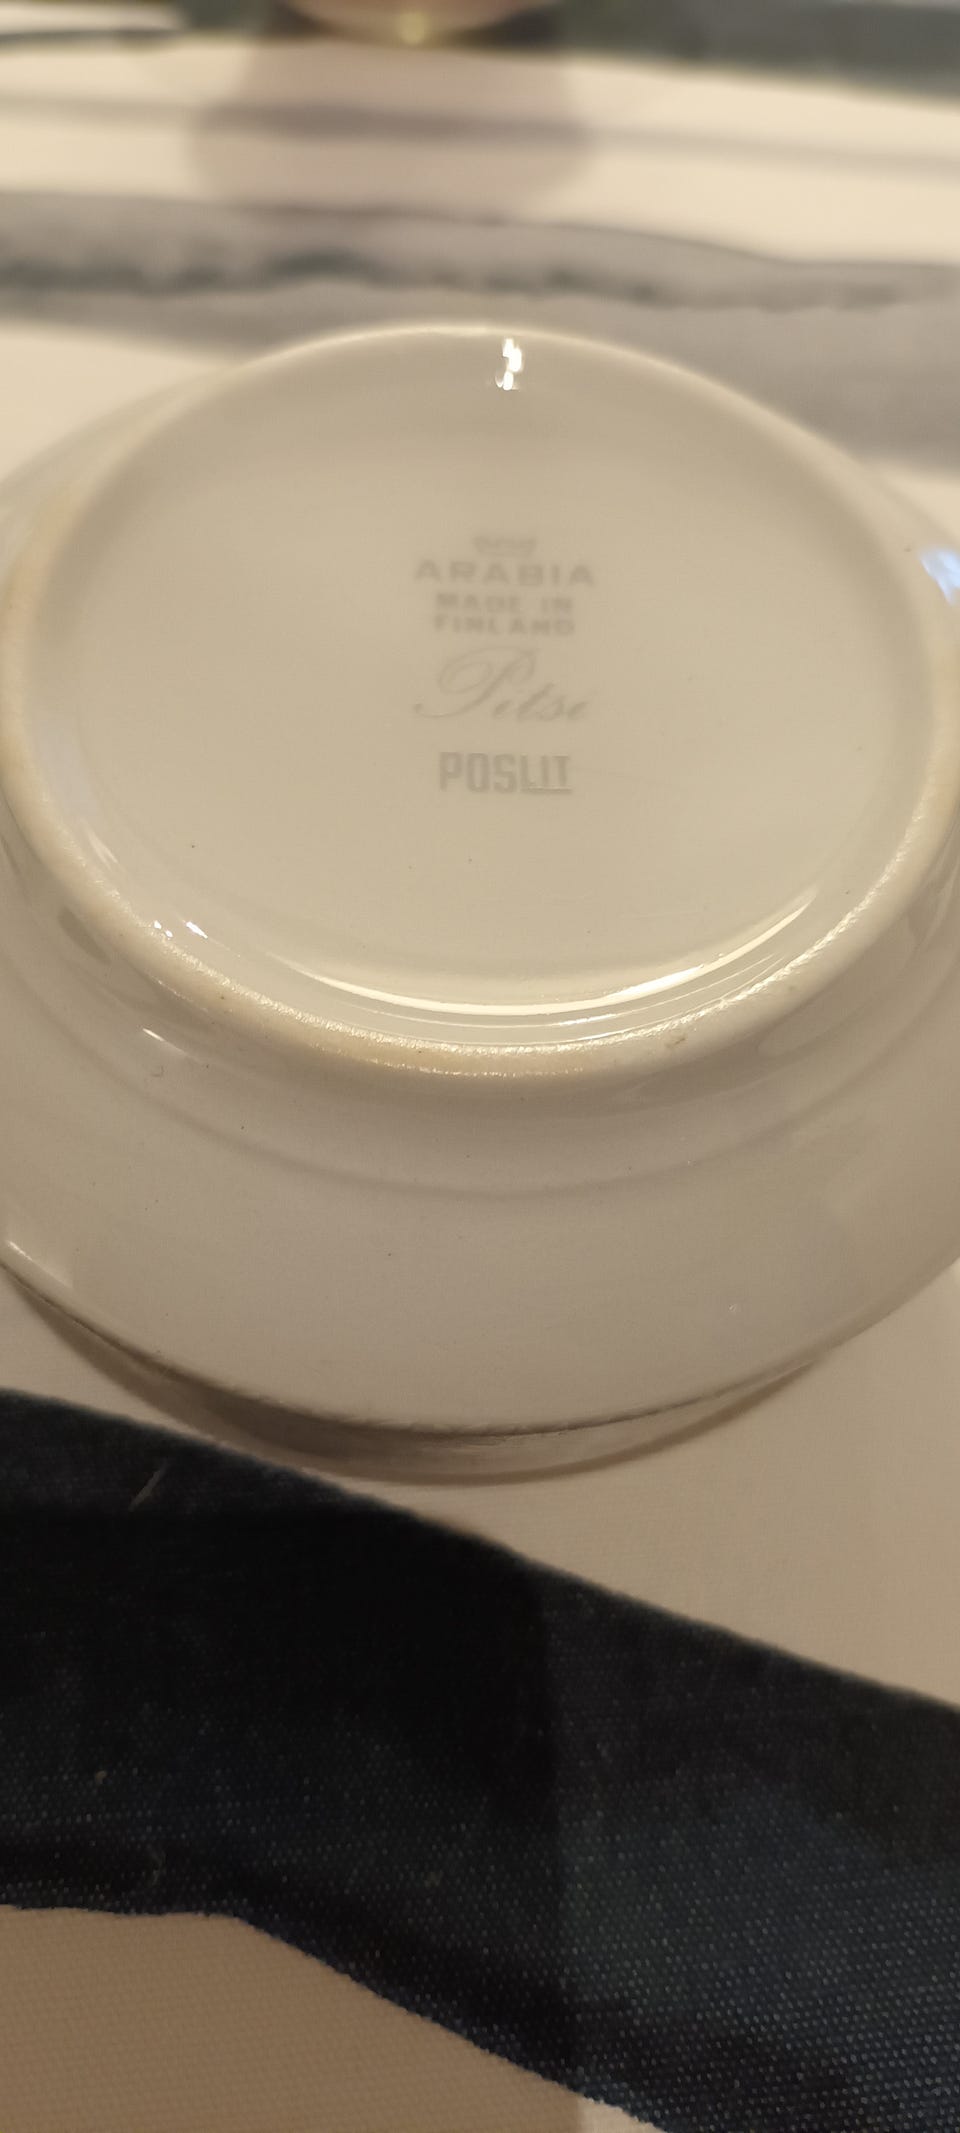 ARABIA
MADE IN
FINLAND
Pitsi
POSLIT